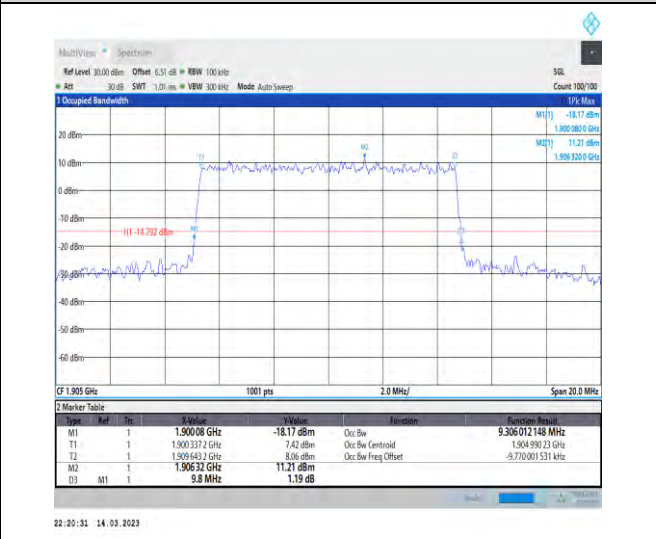 MultiView Spectrum
Ref Level 30.00 dBm Offset 6.51 dB RBW 100 kHz SGL
Att 30 dB SWT 1.01 ms VBW 300 kHz Mode Auto Sweep Count 100/100
1 Occupied Bandwidth 1Pk Max
M1[1] -18.17 dBm
1.900 080 0 GHz
M2[1] 11.21 dBm
1.906 320 0 GHz
20 dBm
M2
T1
10 dBm
0 dBm
-10 dBm
H1 -14.792 dBm
M1
-20 dBm
-30 dBm
-40 dBm
-50 dBm
-60 dBm
CF 1.905 GHz 1001 pts 2.0 MHz/ Span 20.0 MHz
2 Marker Table
Type Ref Trc X-Value Y-Value Function Function Result
M1 1 1.90008 GHz -18.17 dBm Occ Bw 9.306 012 148 MHz
T1 1 1.900 337 2 GHz 7.42 dBm Occ Bw Centroid 1.904 990 23 GHz
T2 1 1.909 643 2 GHz 8.06 dBm Occ Bw Freq Offset -9.770 001 531 kHz
M2 1 1.90632 GHz 11.21 dBm
D3 M1 1 9.8 MHz 1.19 dB
22:20:31 14.03.2023